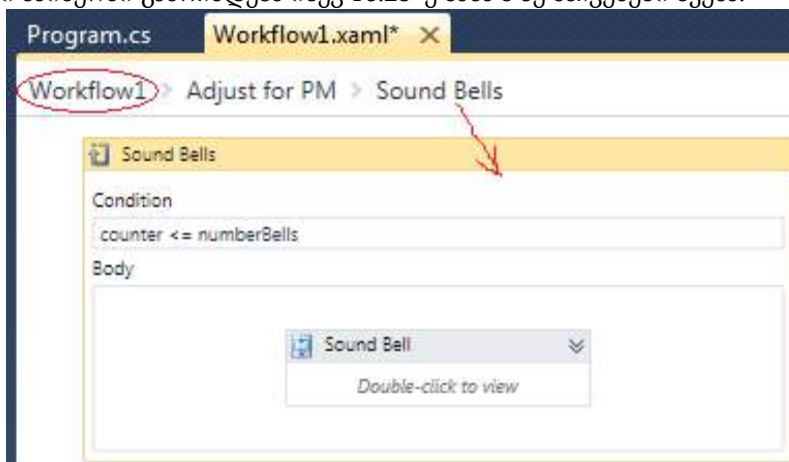 Program.cs Workflow1.xaml*
Workflow1 > Adjust for PM > Sound Bells
Sound Bells
Condition
counter <= numberBells
Body
Sound Bell
Double-click to view